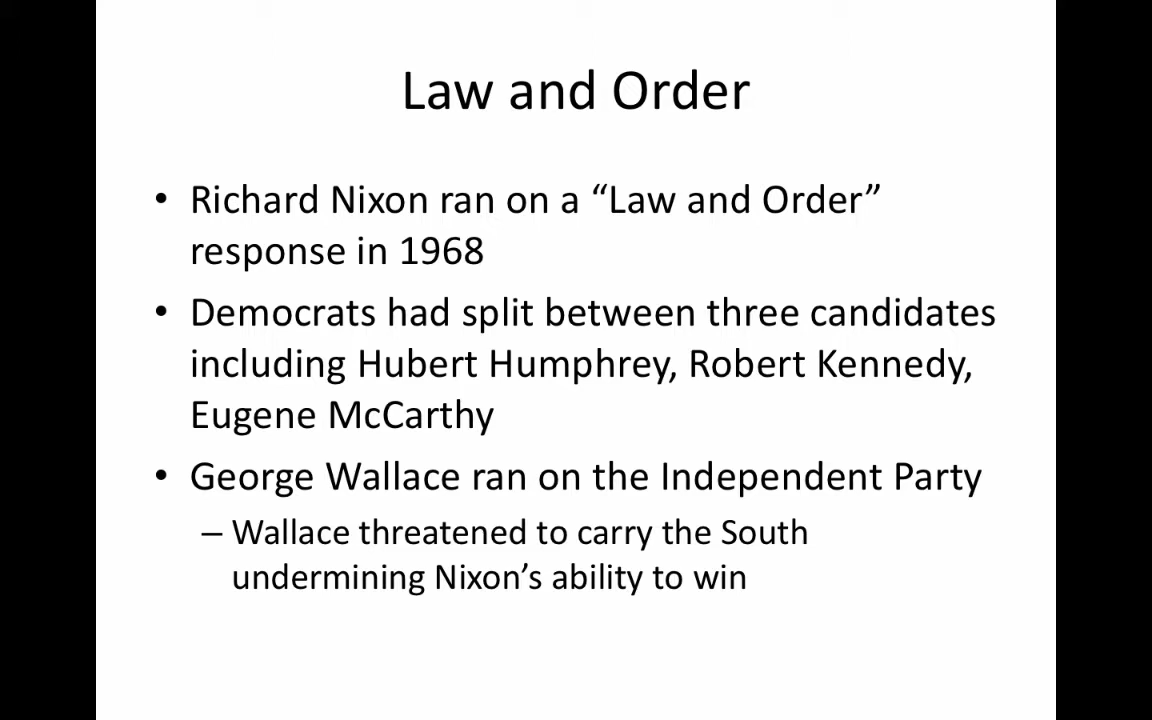 Law and Order
• Richard Nixon ran on a “Law and Order”
response in 1968
• Democrats had split between three candidates
including Hubert Humphrey, Robert Kennedy,
Eugene McCarthy
• George Wallace ran on the Independent Party
– Wallace threatened to carry the South
undermining Nixon’s ability to win